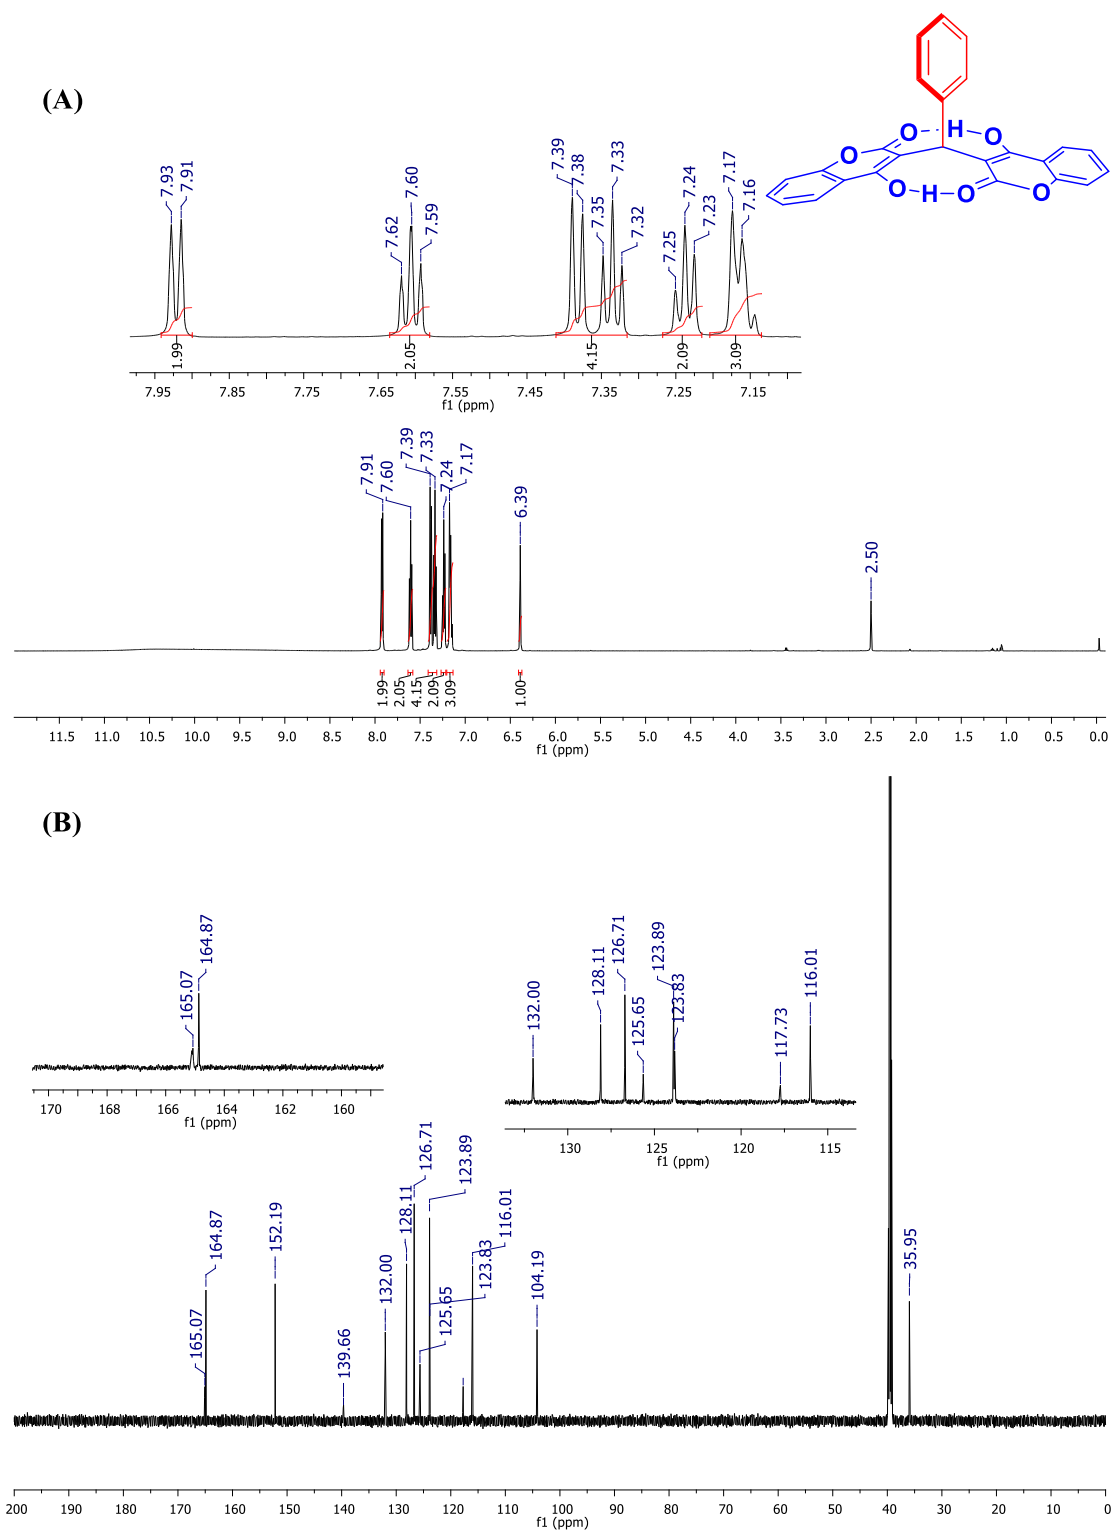 (A)
O H O
O
O H O O
7.93 7.91 7.62 7.60 7.59 7.39 7.38 7.35 7.33 7.32 7.25 7.24 7.23 7.17 7.16
1.99 2.05 4.15 2.09 3.09
7.95 7.85 7.75 7.65 7.55 7.45 7.35 7.25 7.15
f1 (ppm)
7.91 7.60 7.39 7.33 7.24 7.17 6.39 2.50
1.99 2.05 4.15 2.09 3.09 1.00
11.5 11.0 10.5 10.0 9.5 9.0 8.5 8.0 7.5 7.0 6.5 6.0 5.5 5.0 4.5 4.0 3.5 3.0 2.5 2.0 1.5 1.0 0.5 0.0
f1 (ppm)
(B)
165.07 164.87
170 168 166 164 162 160
f1 (ppm)
132.00 128.11 126.71 125.65 123.89 123.83 117.73 116.01
130 125 120 115
f1 (ppm)
165.07 164.87 152.19 139.66 132.00 128.11 126.71 125.65 123.89 123.83 116.01 104.19 35.95
200 190 180 170 160 150 140 130 120 110 100 90 80 70 60 50 40 30 20 10 0
f1 (ppm)